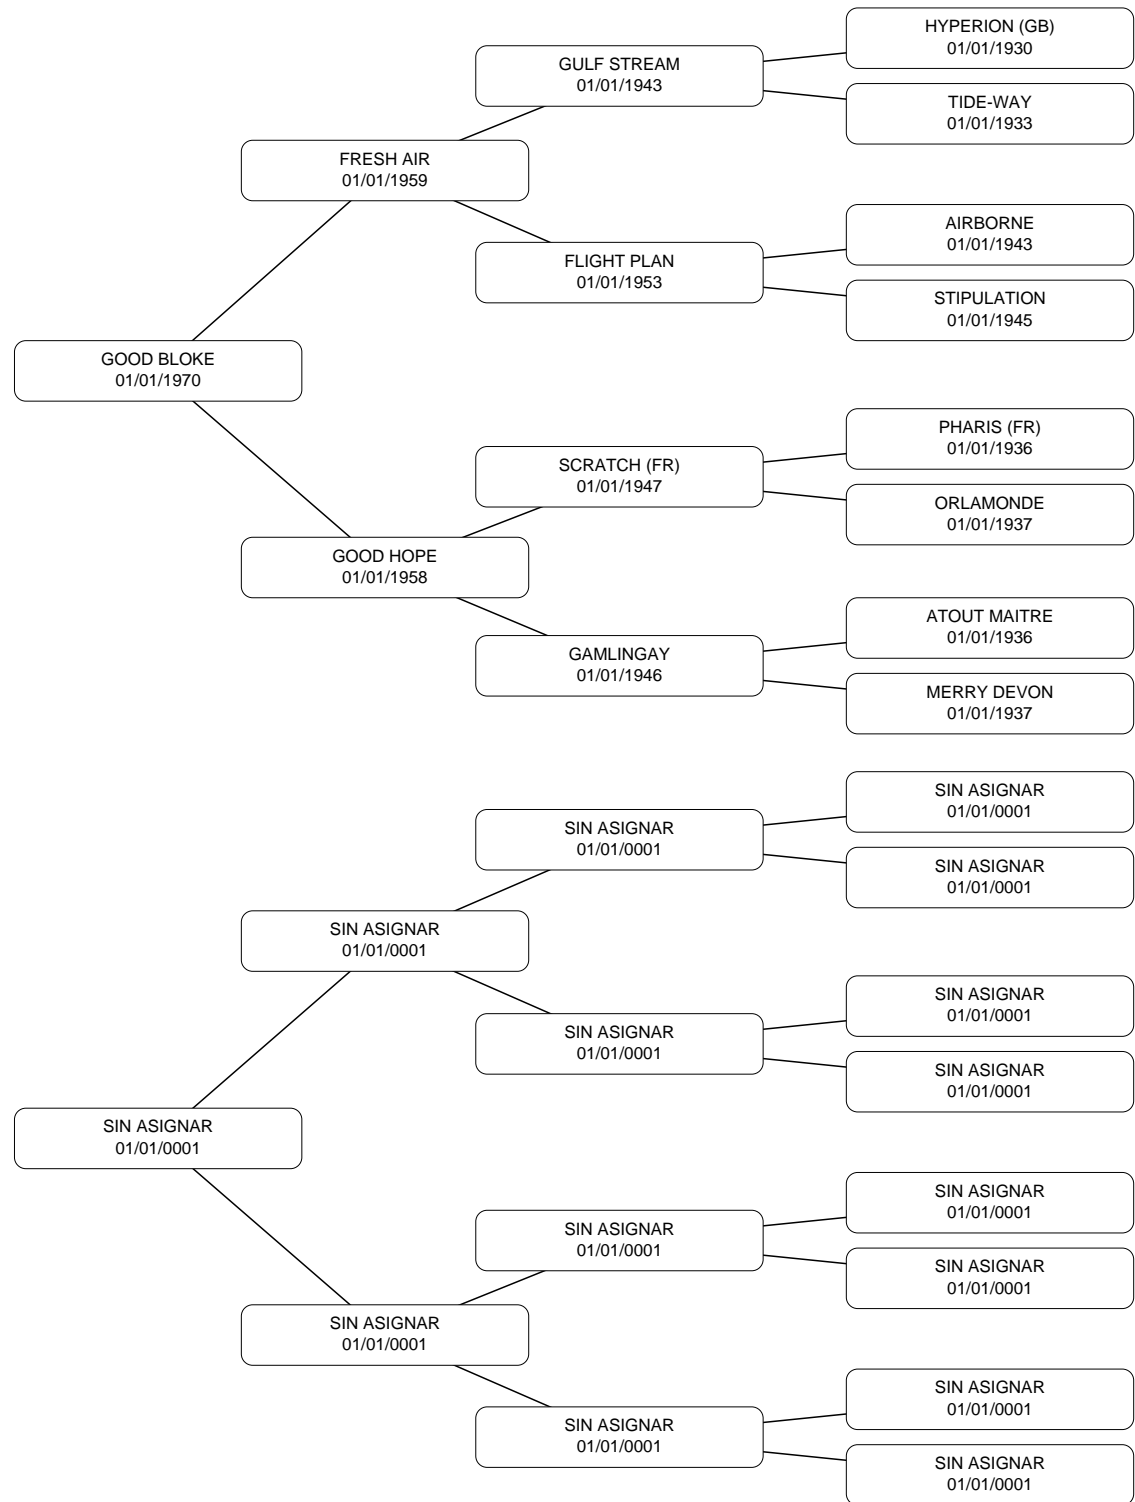 HYPERION (GB)
01/01/1930
GULF STREAM
01/01/1943
TIDE-WAY
01/01/1933
FRESH AIR
01/01/1959
AIRBORNE
01/01/1943
FLIGHT PLAN
01/01/1953
STIPULATION
01/01/1945
GOOD BLOKE
01/01/1970
PHARIS (FR)
01/01/1936
SCRATCH (FR)
01/01/1947
ORLAMONDE
01/01/1937
GOOD HOPE
01/01/1958
ATOUT MAITRE
01/01/1936
GAMLINGAY
01/01/1946
MERRY DEVON
01/01/1937
SIN ASIGNAR
01/01/0001
SIN ASIGNAR
01/01/0001
SIN ASIGNAR
01/01/0001
SIN ASIGNAR
01/01/0001
SIN ASIGNAR
01/01/0001
SIN ASIGNAR
01/01/0001
SIN ASIGNAR
01/01/0001
SIN ASIGNAR
01/01/0001
SIN ASIGNAR
01/01/0001
SIN ASIGNAR
01/01/0001
SIN ASIGNAR
01/01/0001
SIN ASIGNAR
01/01/0001
SIN ASIGNAR
01/01/0001
SIN ASIGNAR
01/01/0001
SIN ASIGNAR
01/01/0001